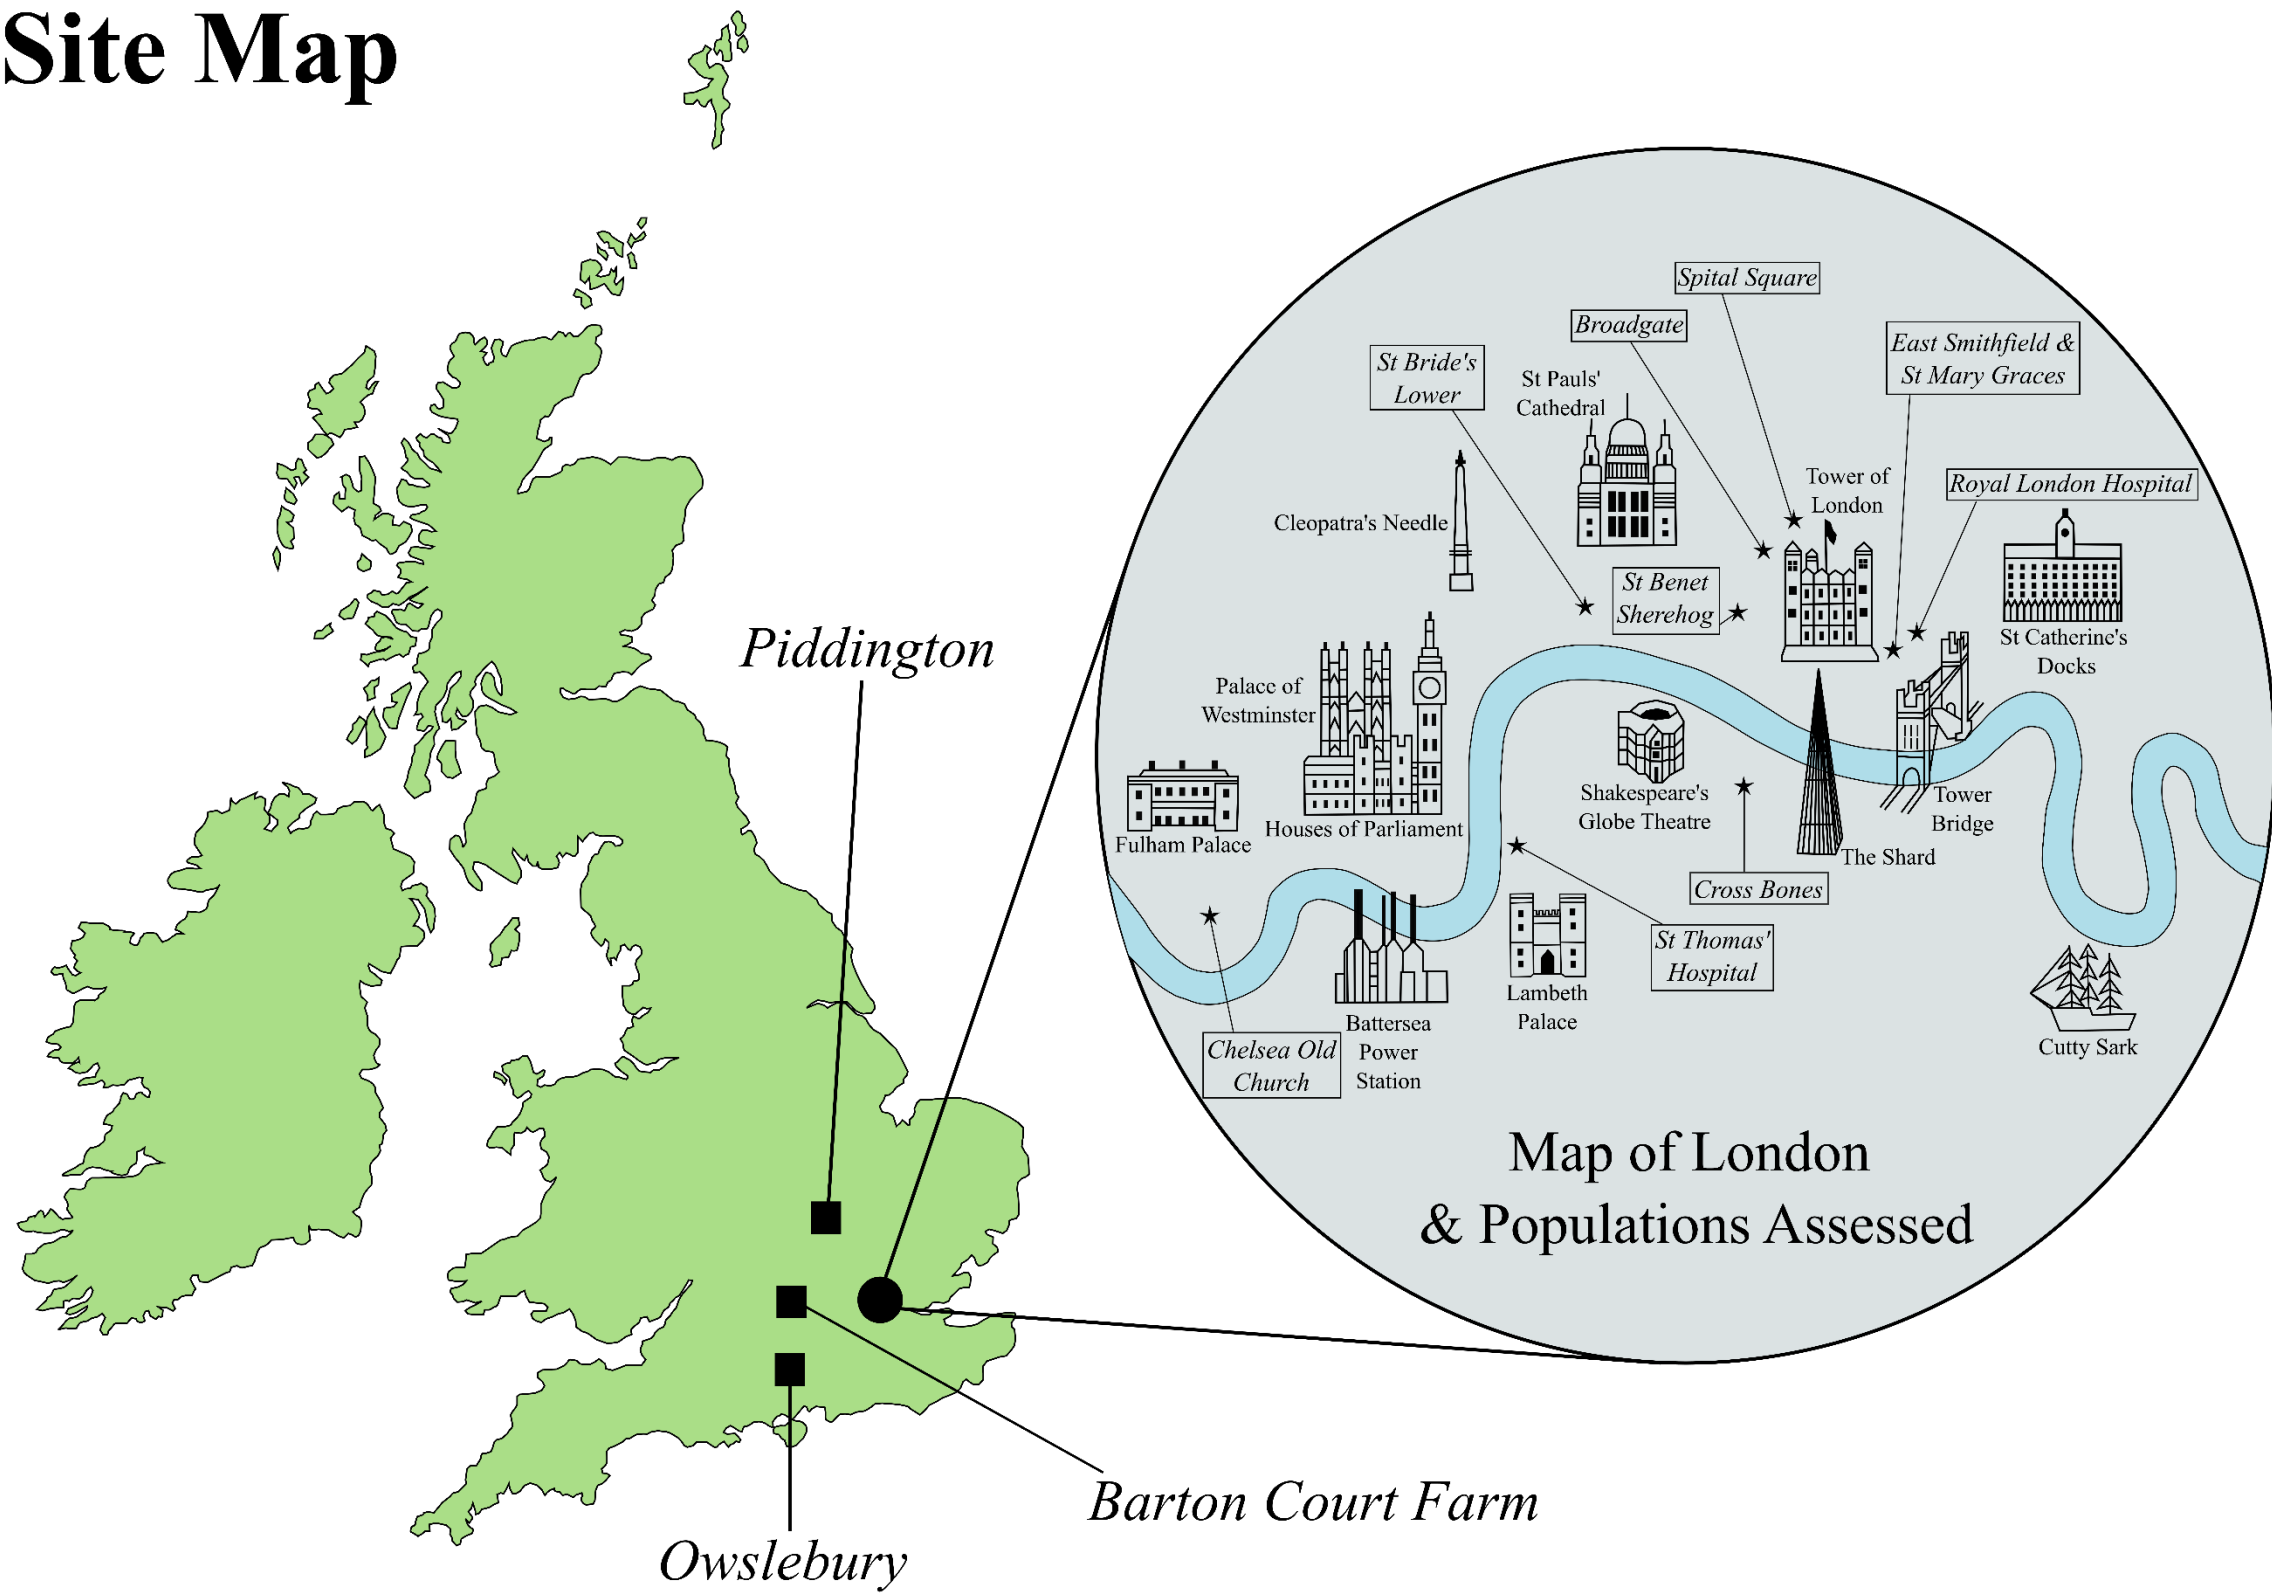 Site Map
Spital Square
Broadgate
East Smithfield &
St Mary Graces
St Bride's
Lower
St Pauls'
Cathedral
Tower of
London
Royal London Hospital
Cleopatra's Needle
St Benet
Sherehog
St Catherine's
Docks
Piddington
Palace of
Westminster
Shakespeare's
Globe Theatre
Tower
Bridge
Houses of Parliament
Fulham Palace
The Shard
Cross Bones
St Thomas'
Hospital
Lambeth
Palace
Battersea
Power
Station
Chelsea Old
Church
Cutty Sark
Map of London
& Populations Assessed
Barton Court Farm
Owslebury